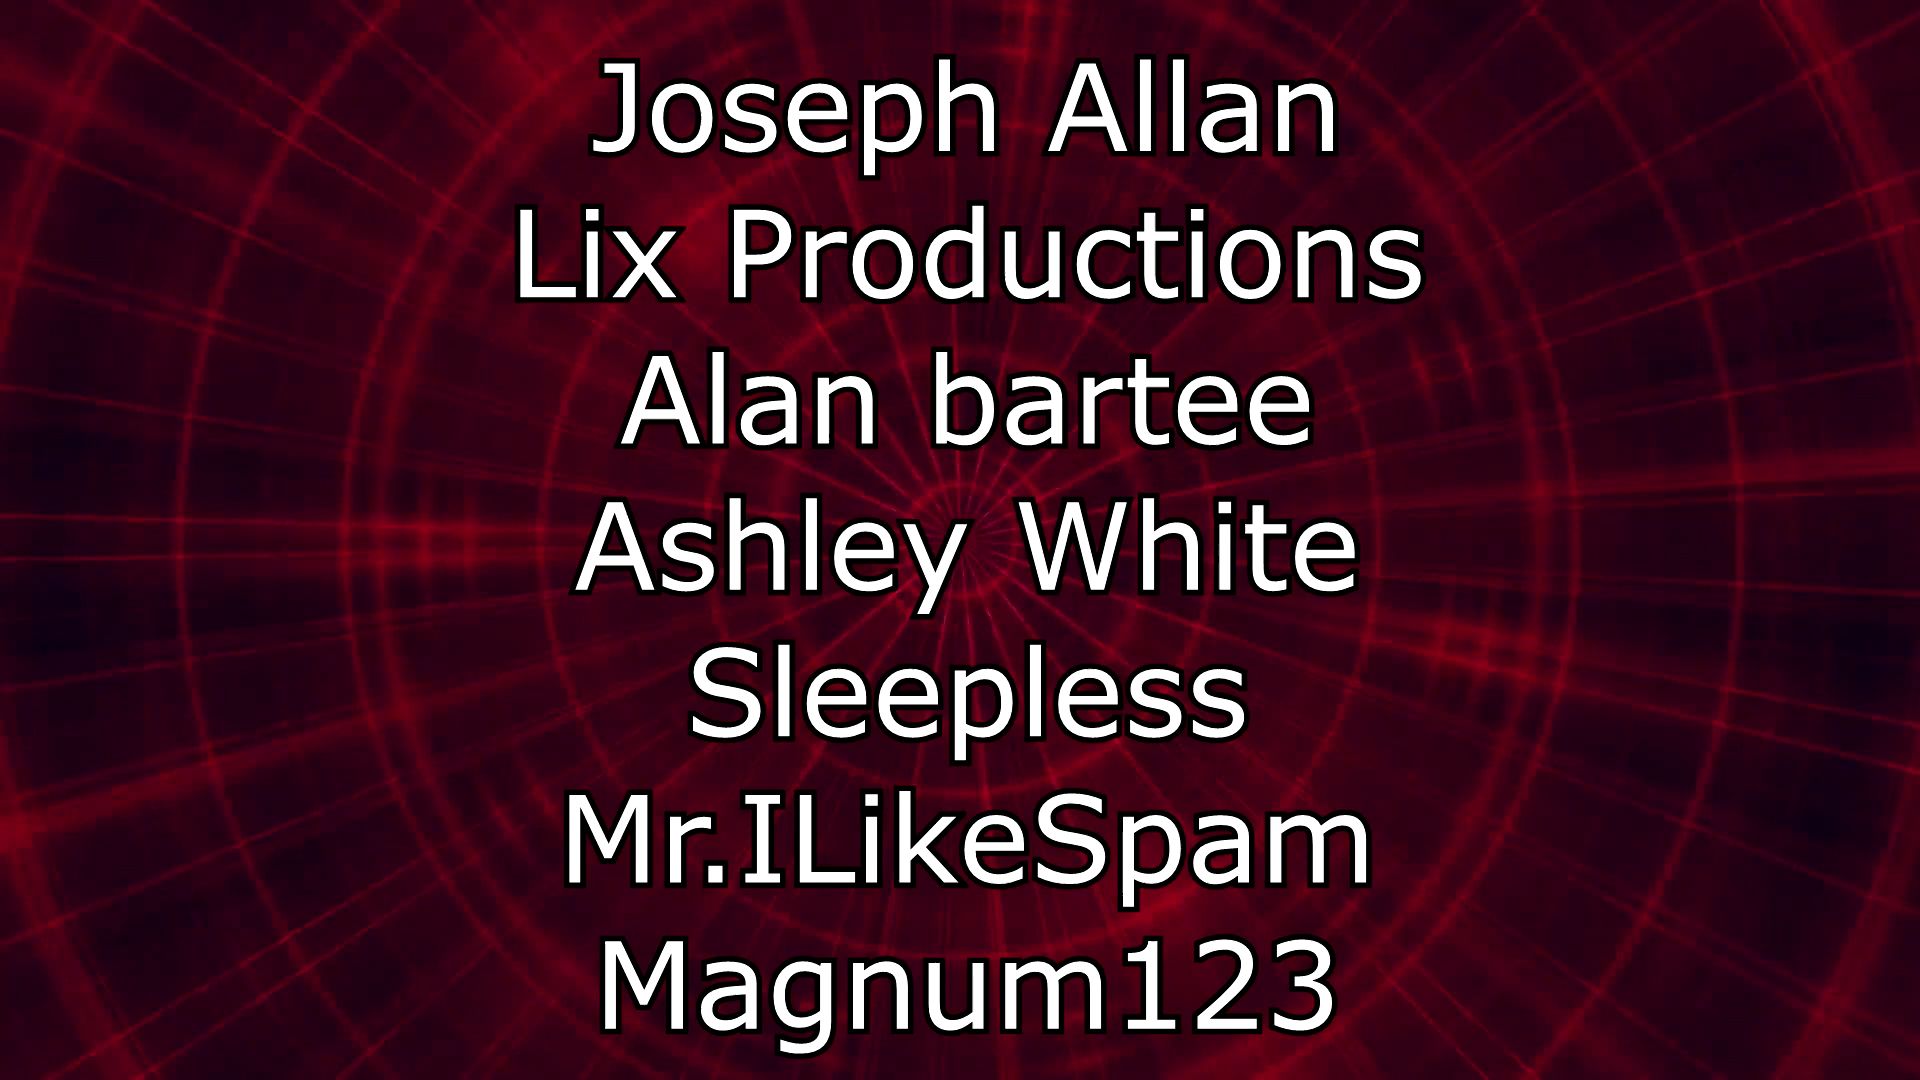 Joseph Allan
Lix Productions
Alan bartee
Ashley White
Sleepless
Mr.ILikeSpam
Magnum123